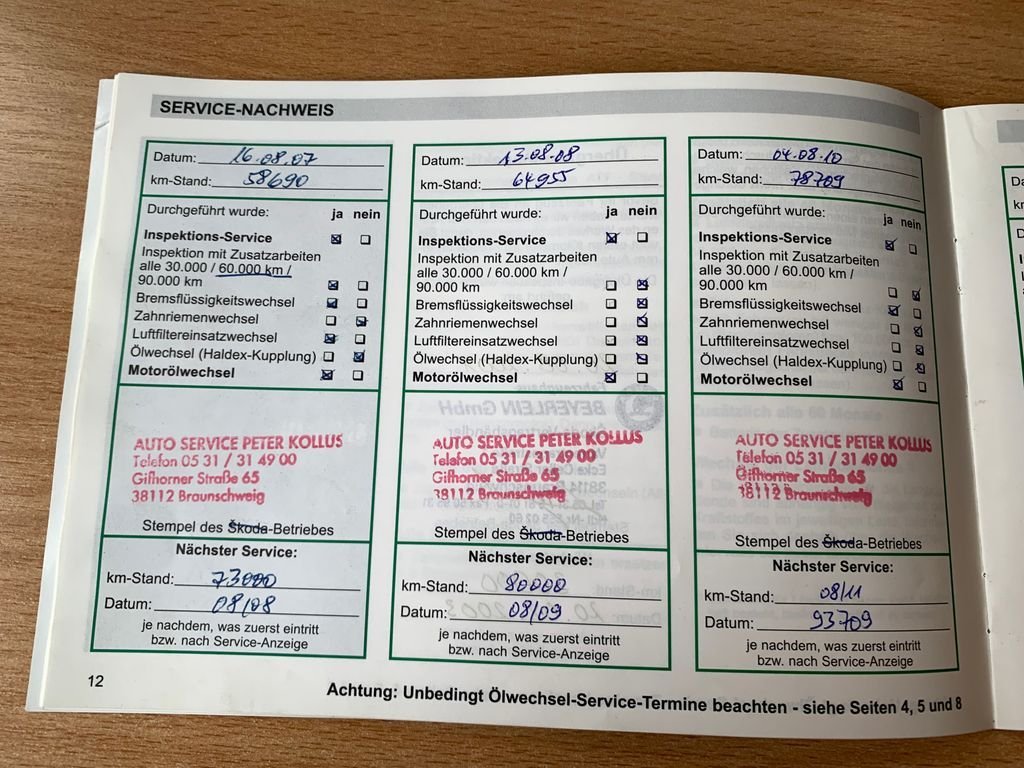 SERVICE-NACHWEIS
Datum: 16.08.07
km-Stand: 58690
Durchgeführt wurde: ja nein
Inspektions-Service
Inspektion mit Zusatzarbeiten
alle 30.000 / 60.000 km /
90.000 km
Bremsflüssigkeitswechsel
Zahnriemenwechsel
Luftfiltereinsatzwechsel
Ölwechsel (Haldex-Kupplung)
Motorölwechsel
AUTO SERVICE PETER KOLLUS
Telefon 05 31 / 31 49 00
Gifhorner Straße 65
38112 Braunschweig
Stempel des Škoda-Betriebes
Nächster Service:
km-Stand: 73000
Datum: 08/08
je nachdem, was zuerst eintritt
bzw. nach Service-Anzeige
Datum: 13.08.08
km-Stand: 64955
Durchgeführt wurde: ja nein
Inspektions-Service
Inspektion mit Zusatzarbeiten
alle 30.000 / 60.000 km /
90.000 km
Bremsflüssigkeitswechsel
Zahnriemenwechsel
Luftfiltereinsatzwechsel
Ölwechsel (Haldex-Kupplung)
Motorölwechsel
AUTO SERVICE PETER KOLLUS
Telefon 05 31 / 31 49 00
Gifhorner Straße 65
38112 Braunschweig
Stempel des Škoda-Betriebes
Nächster Service:
km-Stand: 80000
Datum: 08/09
je nachdem, was zuerst eintritt
bzw. nach Service-Anzeige
Datum: 04.08.10
km-Stand: 78709
Durchgeführt wurde: ja nein
Inspektions-Service
Inspektion mit Zusatzarbeiten
alle 30.000 / 60.000 km /
90.000 km
Bremsflüssigkeitswechsel
Zahnriemenwechsel
Luftfiltereinsatzwechsel
Ölwechsel (Haldex-Kupplung)
Motorölwechsel
AUTO SERVICE PETER KOLLUS
Telefon 05 31 / 31 49 00
Gifhorner Straße 65
38112 Braunschweig
Stempel des Škoda-Betriebes
Nächster Service:
km-Stand: 08/11
Datum: 93709
je nachdem, was zuerst eintritt
bzw. nach Service-Anzeige
12
Achtung: Unbedingt Ölwechsel-Service-Termine beachten - siehe Seiten 4, 5 und 8